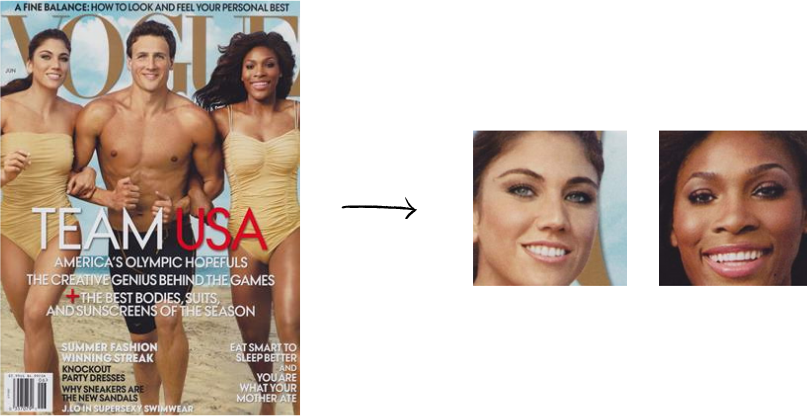 A FINE BALANCE: HOW TO LOOK AND FEEL YOUR PERSONAL BEST
VOGUE
JUN
TEAM USA
AMERICA'S OLYMPIC HOPEFULS
THE CREATIVE GENIUS BEHIND THE GAMES
+THE BEST BODIES, SUITS,
AND SUNSCREENS OF THE SEASON
SUMMER FASHION
WINNING STREAK
KNOCKOUT
PARTY DRESSES
WHY SNEAKERS ARE
THE NEW SANDALS
J.LO IN SUPERSEXY SWIMWEAR
EAT SMART TO
SLEEP BETTER
AND
YOU ARE
WHAT YOUR
MOTHER ATE